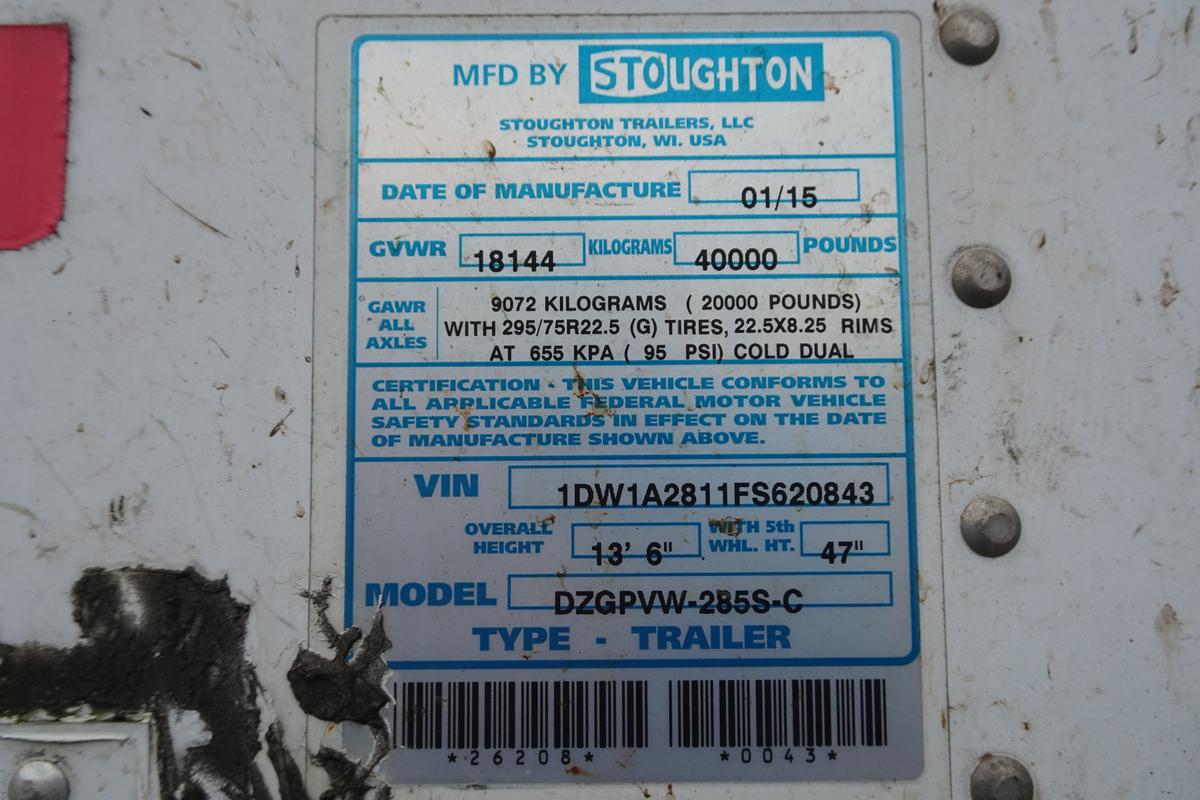 MFD BY STOUGHTON
STOUGHTON TRAILERS, LLC
STOUGHTON, WI. USA
DATE OF MANUFACTURE 01/15
GVWR 18144 KILOGRAMS 40000 POUNDS
GAWR ALL AXLES
9072 KILOGRAMS ( 20000 POUNDS)
WITH 295/75R22.5 (G) TIRES, 22.5X8.25 RIMS
AT 655 KPA ( 95 PSI) COLD DUAL
CERTIFICATION - THIS VEHICLE CONFORMS TO
ALL APPLICABLE FEDERAL MOTOR VEHICLE
SAFETY STANDARDS IN EFFECT ON THE DATE
OF MANUFACTURE SHOWN ABOVE.
VIN 1DW1A2811FS620843
OVERALL HEIGHT 13' 6" WITH 5th WHL. HT. 47"
MODEL DZGPVW-285S-C
TYPE - TRAILER
*26208* *0043*